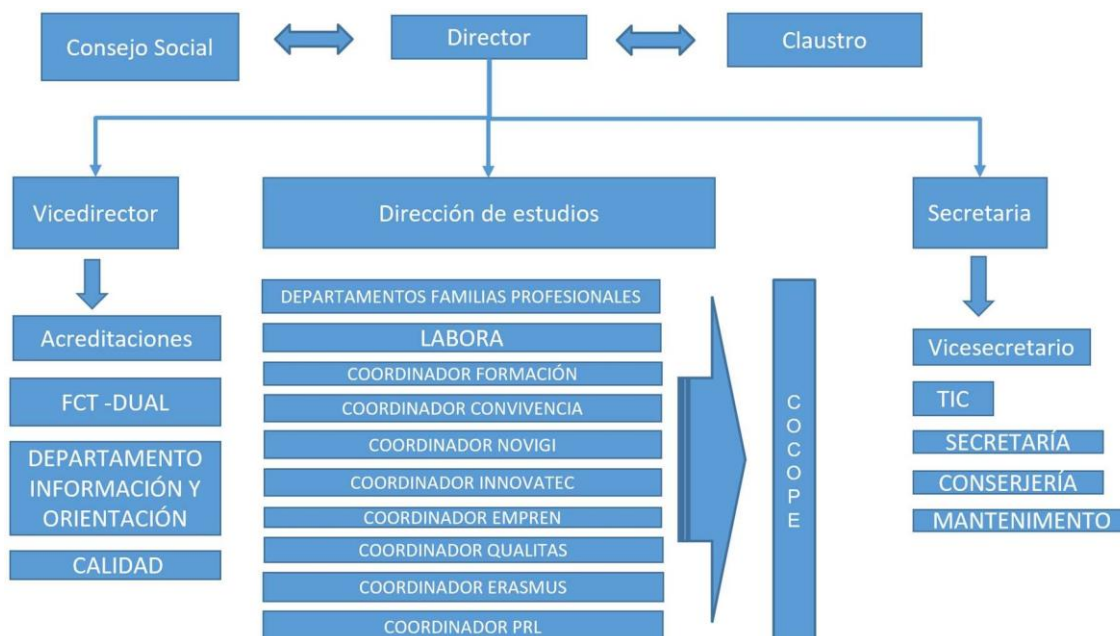 Consejo Social
Director
Claustro
Vicedirector
Dirección de estudios
Secretaria
Acreditaciones
FCT -DUAL
DEPARTAMENTO
INFORMACIÓN Y
ORIENTACIÓN
CALIDAD
DEPARTAMENTOS FAMILIAS PROFESIONALES
LABORA
COORDINADOR FORMACIÓN
COORDINADOR CONVIVENCIA
COORDINADOR NOVIGI
COORDINADOR INNOVATEC
COORDINADOR EMPREN
COORDINADOR QUALITAS
COORDINADOR ERASMUS
COORDINADOR PRL
C
O
C
O
P
E
Vicesecretario
TIC
SECRETARÍA
CONSERJERÍA
MANTENIMENTO